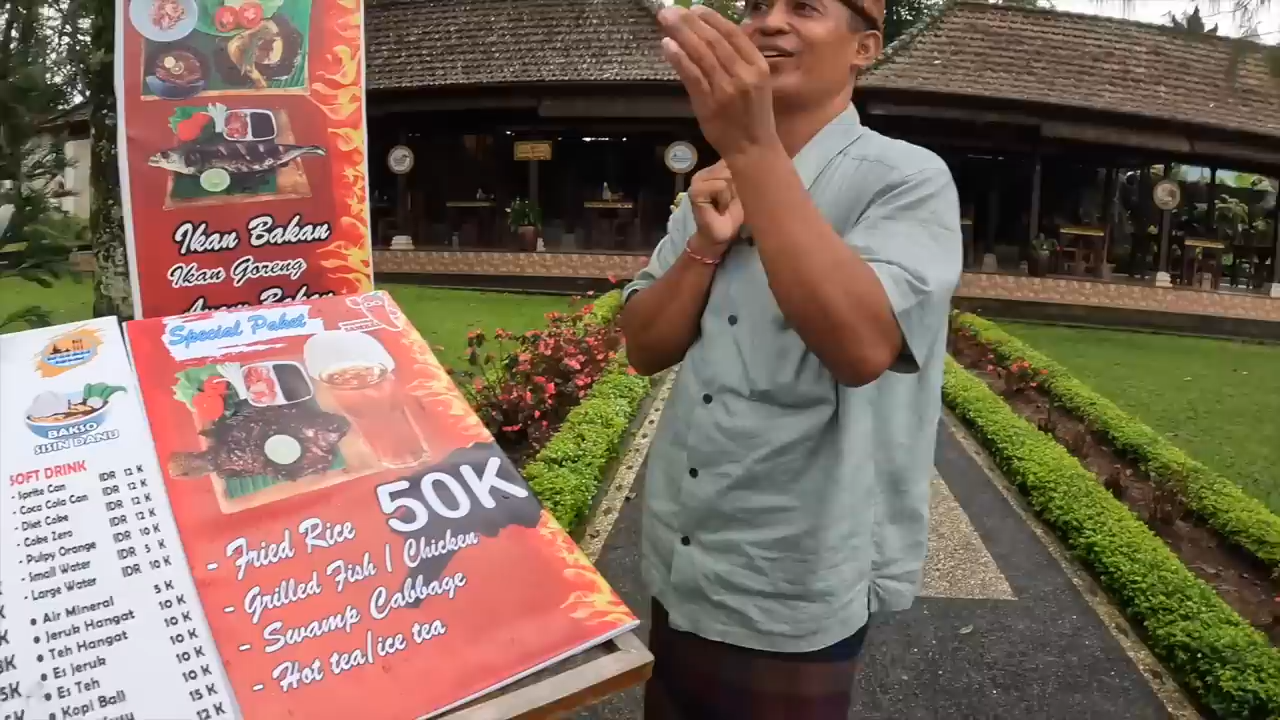 Ikan Bakan
Ikan Goreng
Special Paket
50K
- Fried Rice
- Grilled Fish / Chicken
- Swamp Cabbage
- Hot tea/ice tea
BAKSO
SISIN DANU
SOFT DRINK
- Sprite Can IDR 12 K
- Coca Cola Can IDR 12 K
- Diet Cobe IDR 12 K
- Cobe Zero IDR 12 K
- Pulpy Orange IDR 10 K
- Small Water IDR 5 K
- Large Water IDR 10 K
• Air Mineral 5 K
• Jeruk Hangat 10 K
• Teh Hangat 10 K
• Es Jeruk 10 K
• Es Teh 10 K
• Kopi Bali 15 K
12 K